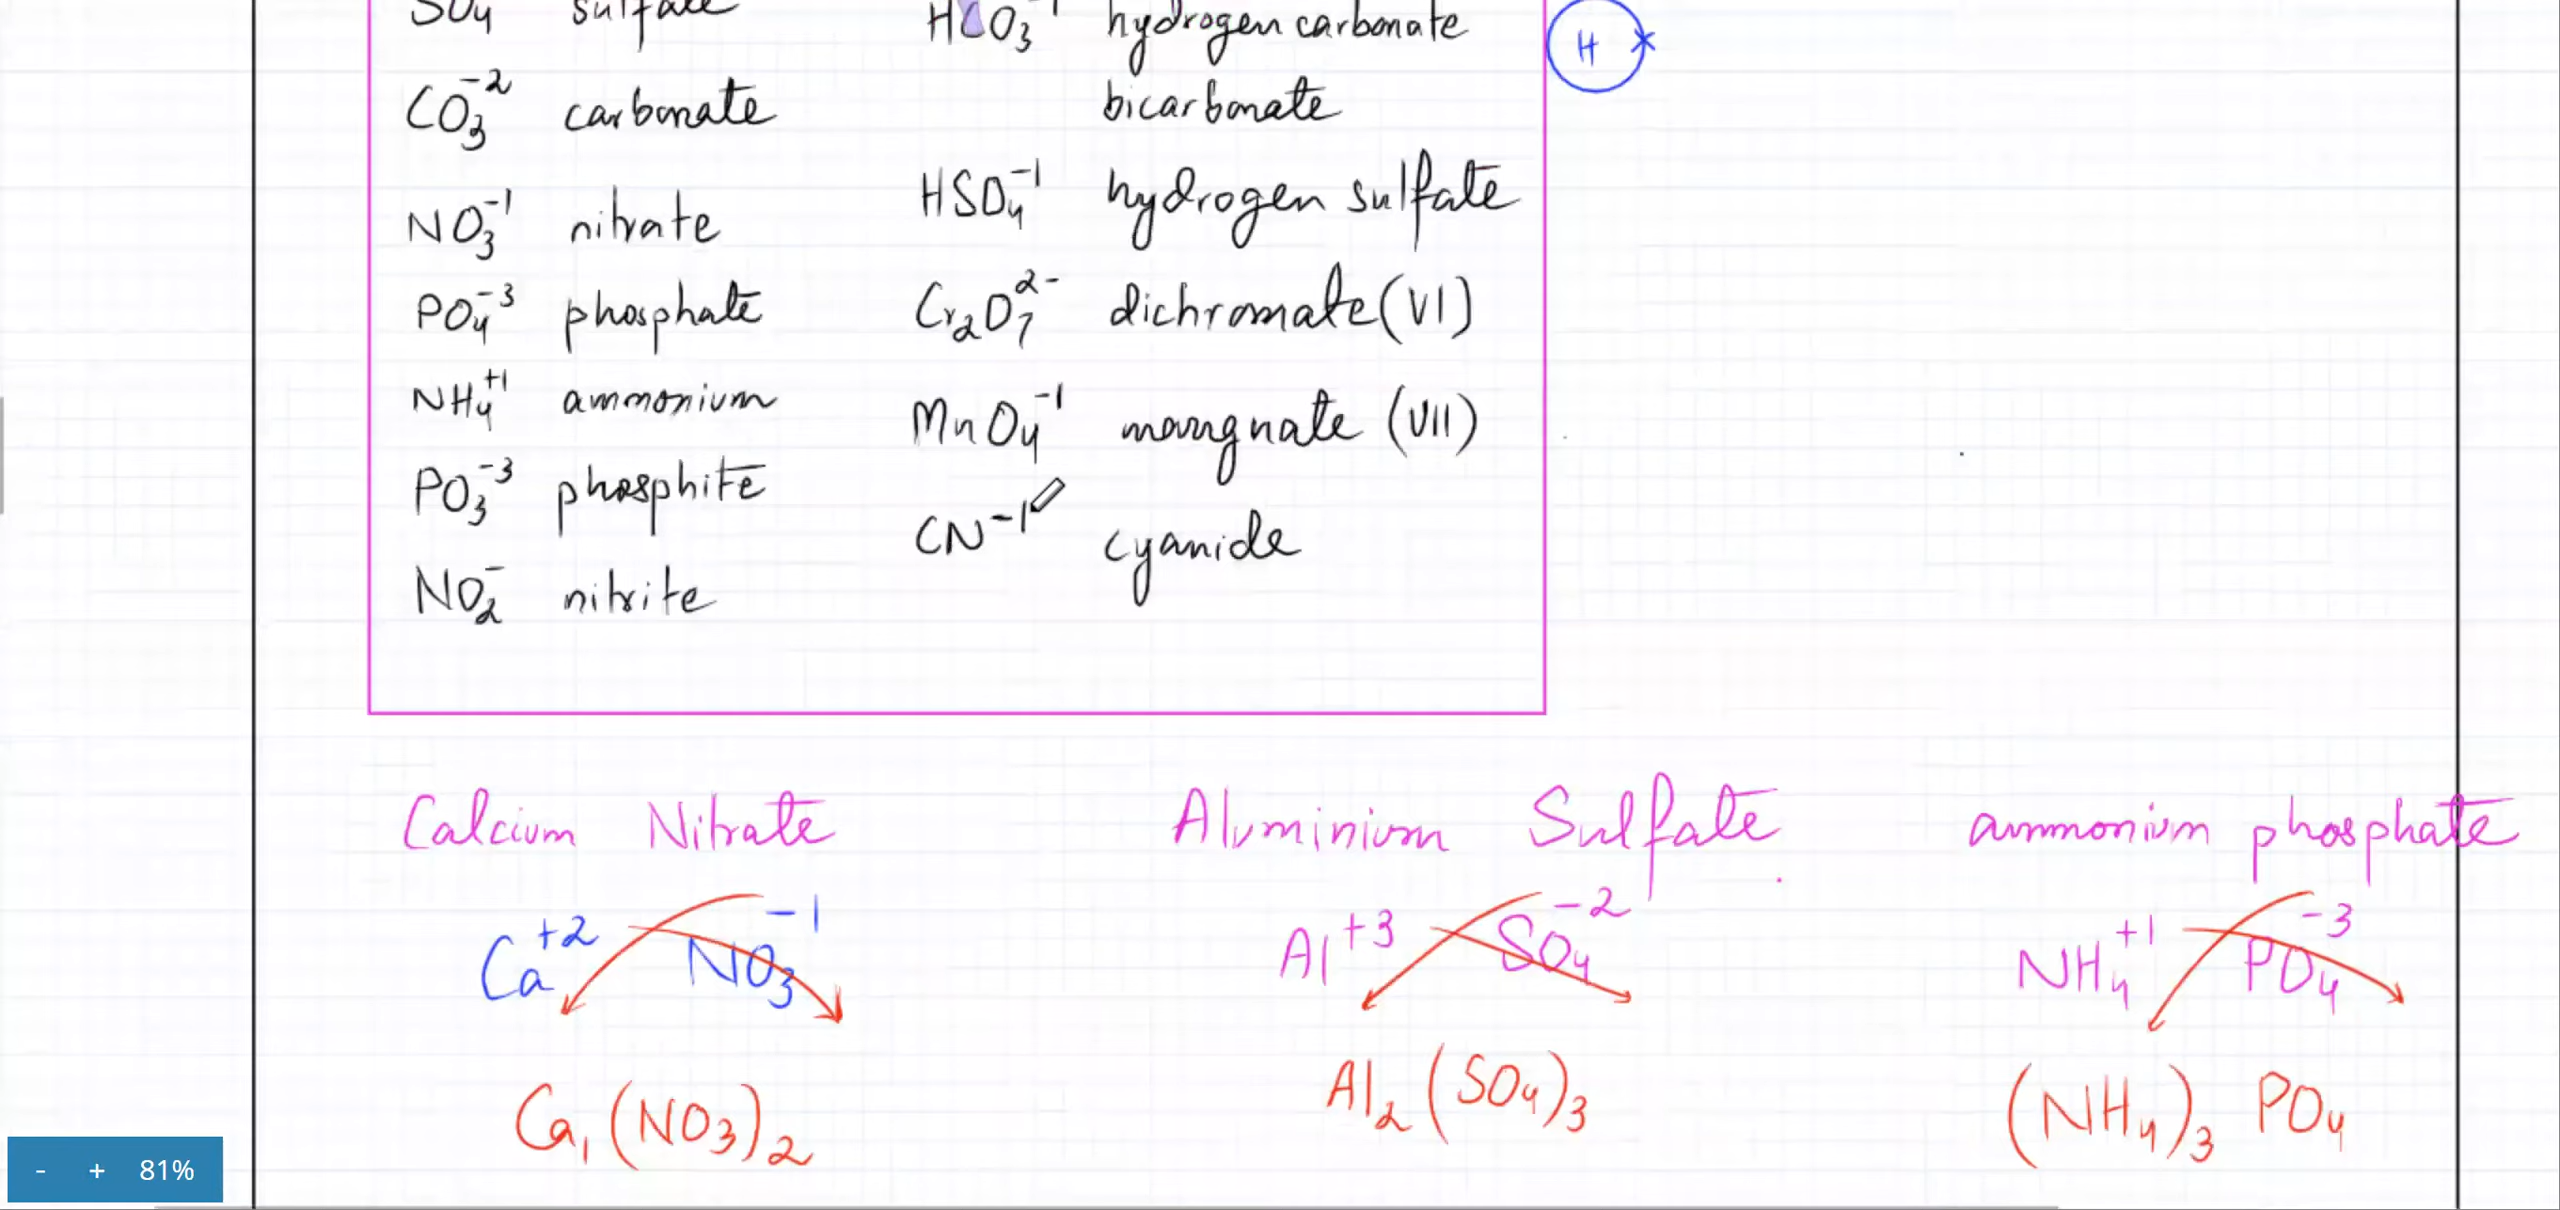 SO4 sulfate
CO3^-2 carbonate
NO3^-1 nitrate
PO4^-3 phosphate
NH4^+1 ammonium
PO3^-3 phosphite
NO2^- nitrite
HCO3^-1 hydrogen carbonate
bicarbonate
HSO4^-1 hydrogen sulfate
Cr2O7^2- dichromate (VI)
MnO4^-1 mangnate (VII)
CN^-1 cyanide
H ×
Calcium Nitrate
Ca^+2 NO3^-1
Ca1(NO3)2
Aluminium Sulfate
Al^+3 SO4^-2
Al2(SO4)3
ammonium phosphate
NH4^+1 PO4^-3
(NH4)3 PO4
- + 81%